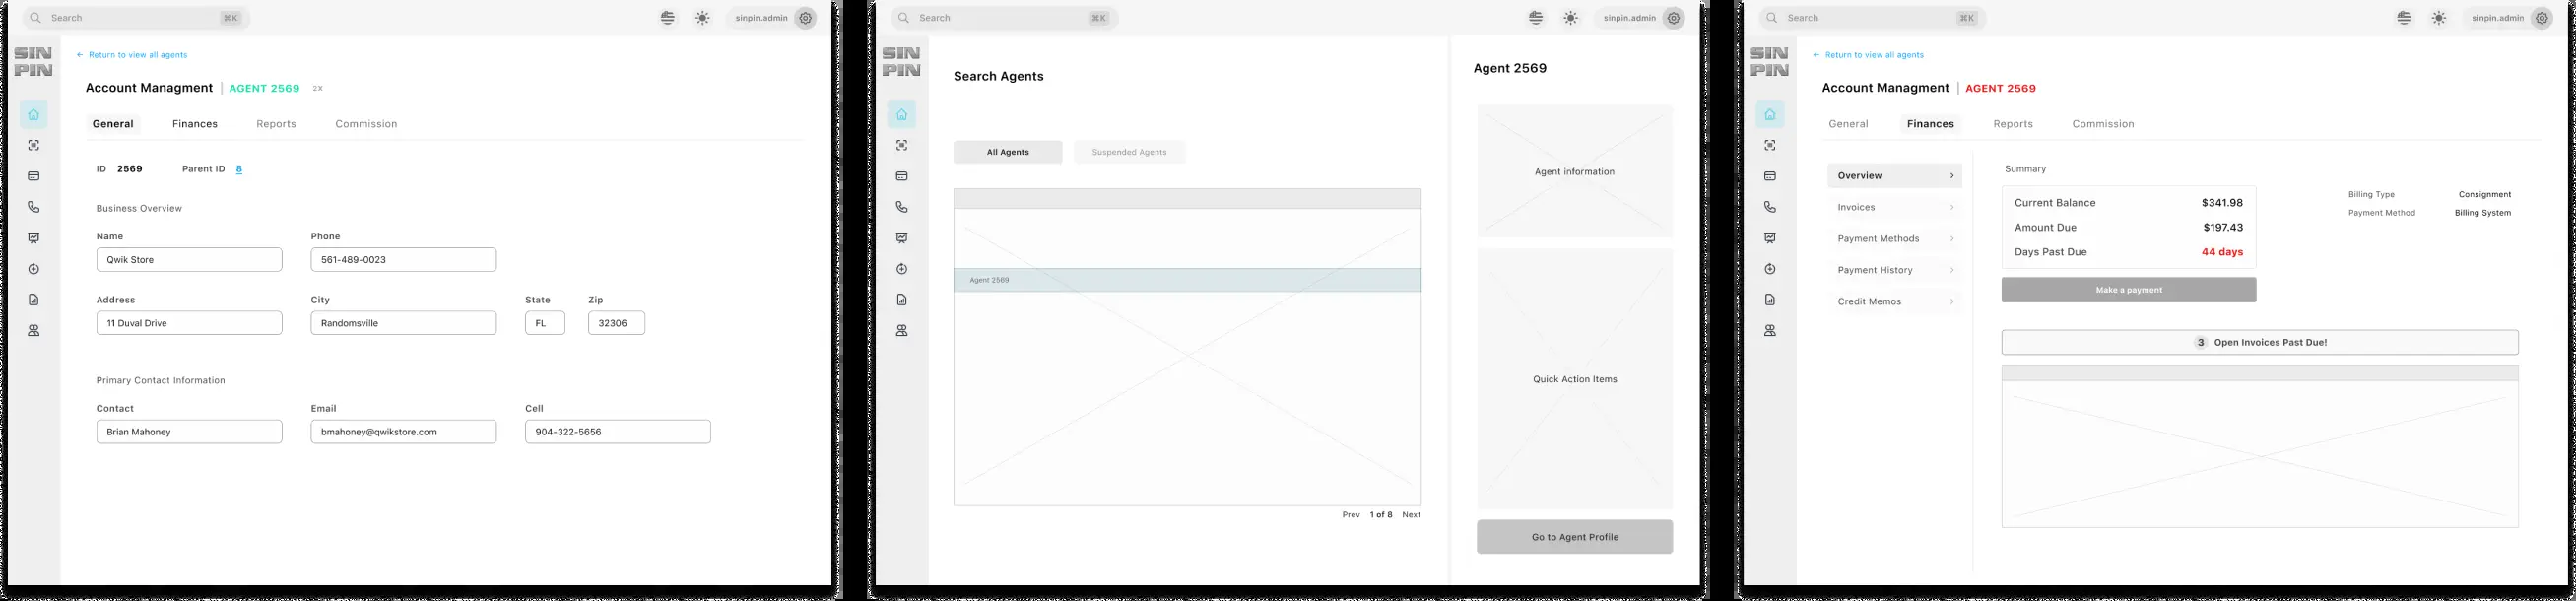 Search ⌘K sinpin.admin
SIN
PIN
← Return to view all agents
Account Managment | AGENT 2569 2X
General Finances Reports Commission
ID 2569 Parent ID 8
Business Overview
Name Phone
Qwik Store 561-489-0023
Address City State Zip
11 Duval Drive Randomsville FL 32306
Primary Contact Information
Contact Email Cell
Brian Mahoney bmahoney@qwikstore.com 904-322-5656
Search ⌘K sinpin.admin
SIN
PIN
Search Agents
All Agents Suspended Agents
Agent 2569
Prev 1 of 8 Next
Agent 2569
Agent information
Quick Action Items
Go to Agent Profile
Search ⌘K sinpin.admin
SIN
PIN
← Return to view all agents
Account Managment | AGENT 2569
General Finances Reports Commission
Overview
Invoices
Payment Methods
Payment History
Credit Memos
Summary
Current Balance $341.98
Amount Due $197.43
Days Past Due 44 days
Make a payment
Billing Type Consignment
Payment Method Billing System
3 Open Invoices Past Due!